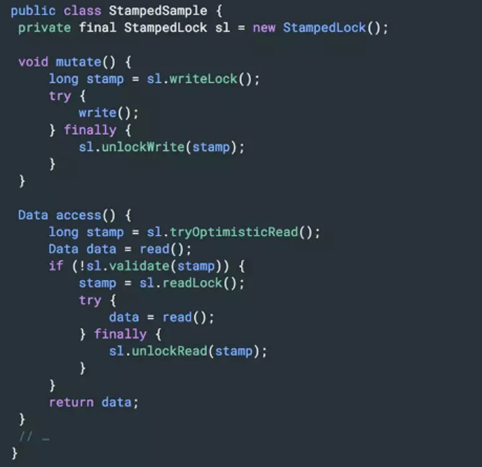 public class StampedSample {
private final StampedLock sl = new StampedLock();
void mutate() {
long stamp = sl.writeLock();
try {
write();
} finally {
sl.unlockWrite(stamp);
}
}
Data access() {
long stamp = sl.tryOptimisticRead();
Data data = read();
if (!sl.validate(stamp)) {
stamp = sl.readLock();
try {
data = read();
} finally {
sl.unlockRead(stamp);
}
}
return data;
}
// …
}